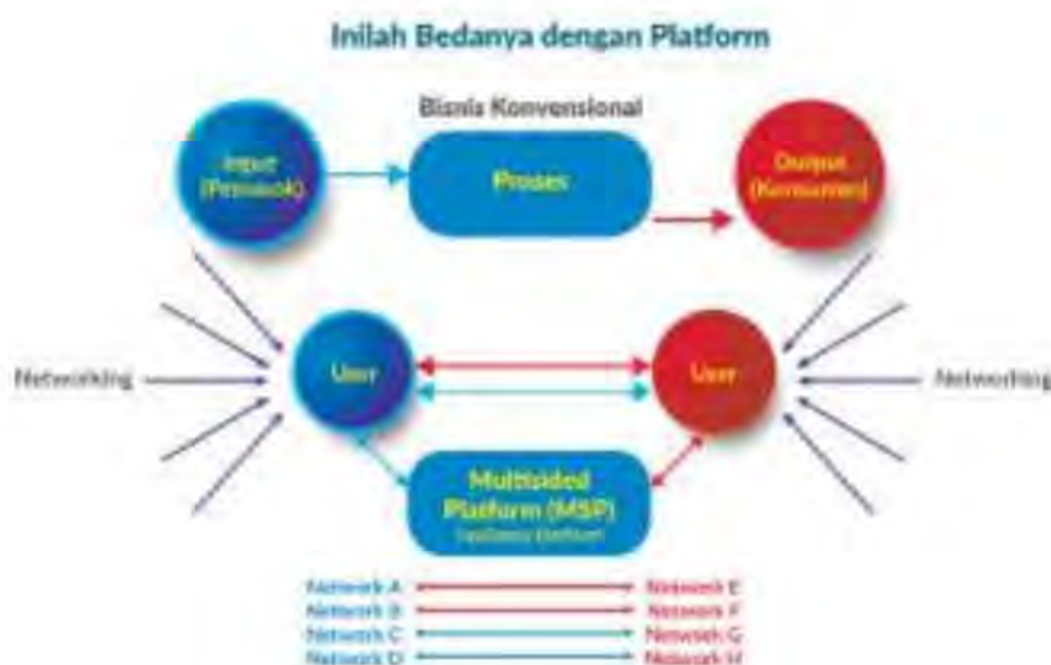 Inilah Bedanya dengan Platform
Bisnis Konvensional
Input
(Pemasok)
Proses
Output
(Konsumen)
User
User
Networking
Networking
Multisided
Platform (MSP)
Network A
Network E
Network B
Network F
Network C
Network G
Network D
Network H